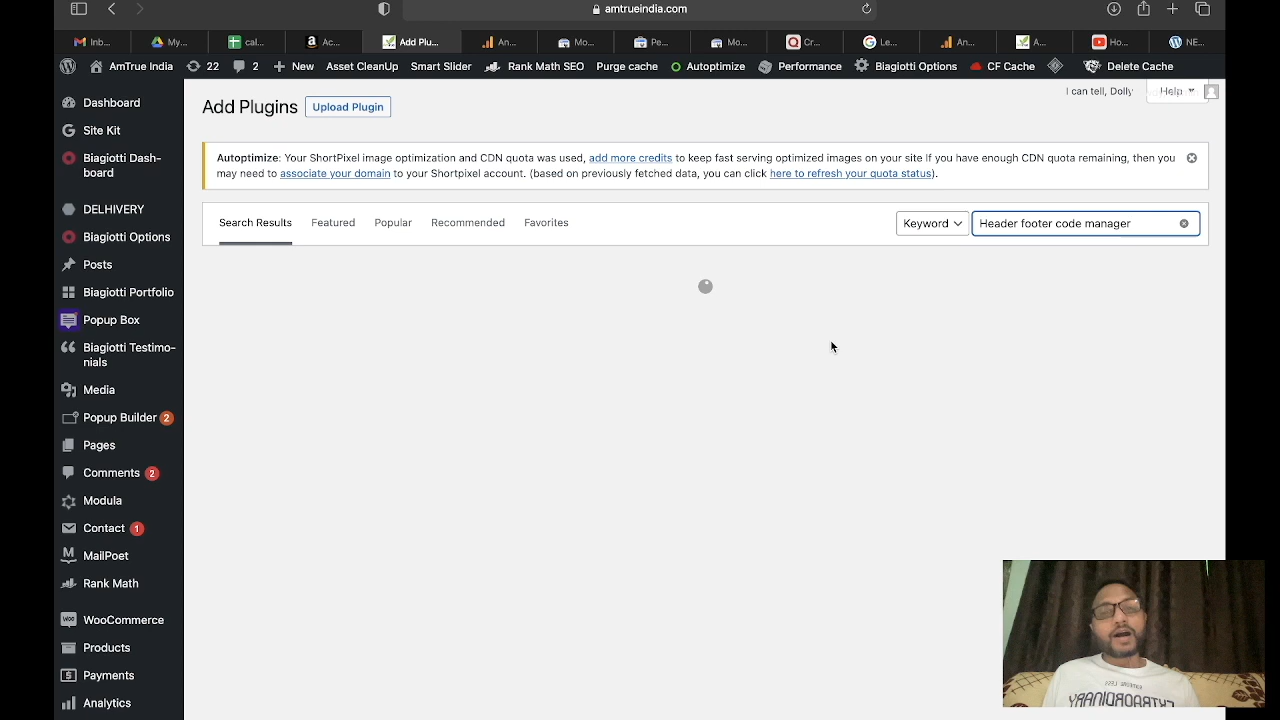 amtrueindia.com
Inb...
My...
cal...
Ac...
Add Plu...
An...
Mo...
Pe...
Mo...
Cr...
Le...
An...
A...
Ho...
NE...
AmTrue India
22
2
New
Asset CleanUp
Smart Slider
Rank Math SEO
Purge cache
Autoptimize
Performance
Biagiotti Options
CF Cache
Delete Cache
I can tell, Dolly
Help
Add Plugins
Upload Plugin
Autoptimize: Your ShortPixel image optimization and CDN quota was used, add more credits to keep fast serving optimized images on your site If you have enough CDN quota remaining, then you
may need to associate your domain to your Shortpixel account. (based on previously fetched data, you can click here to refresh your quota status).
Search Results
Featured
Popular
Recommended
Favorites
Keyword
Header footer code manager
Dashboard
Site Kit
Biagiotti Dash-
board
DELHIVERY
Biagiotti Options
Posts
Biagiotti Portfolio
Popup Box
Biagiotti Testimo-
nials
Media
Popup Builder 2
Pages
Comments 2
Modula
Contact 1
MailPoet
Rank Math
WooCommerce
Products
Payments
Analytics
EXTRAORDINARY